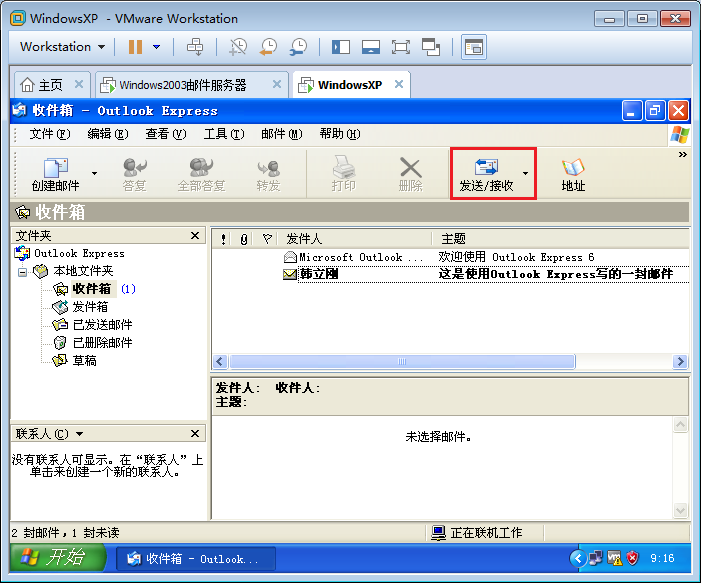 WindowsXP - VMware Workstation
Workstation
主页
Windows2003邮件服务器
WindowsXP
收件箱 - Outlook Express
文件(F) 编辑(E) 查看(V) 工具(T) 邮件(M) 帮助(H)
创建邮件 答复 全部答复 转发 打印 删除 发送/接收 地址
收件箱
文件夹
Outlook Express
本地文件夹
收件箱 (1)
发件箱
已发送邮件
已删除邮件
草稿
! 发件人 主题
Microsoft Outlook ... 欢迎使用 Outlook Express 6
韩立刚 这是使用Outlook Express写的一封邮件
发件人: 收件人:
主题:
未选择邮件。
联系人(C)
没有联系人可显示。在“联系人”上
单击来创建一个新的联系人。
2 封邮件，1 封未读
正在联机工作
开始
收件箱 - Outlook...
9:16